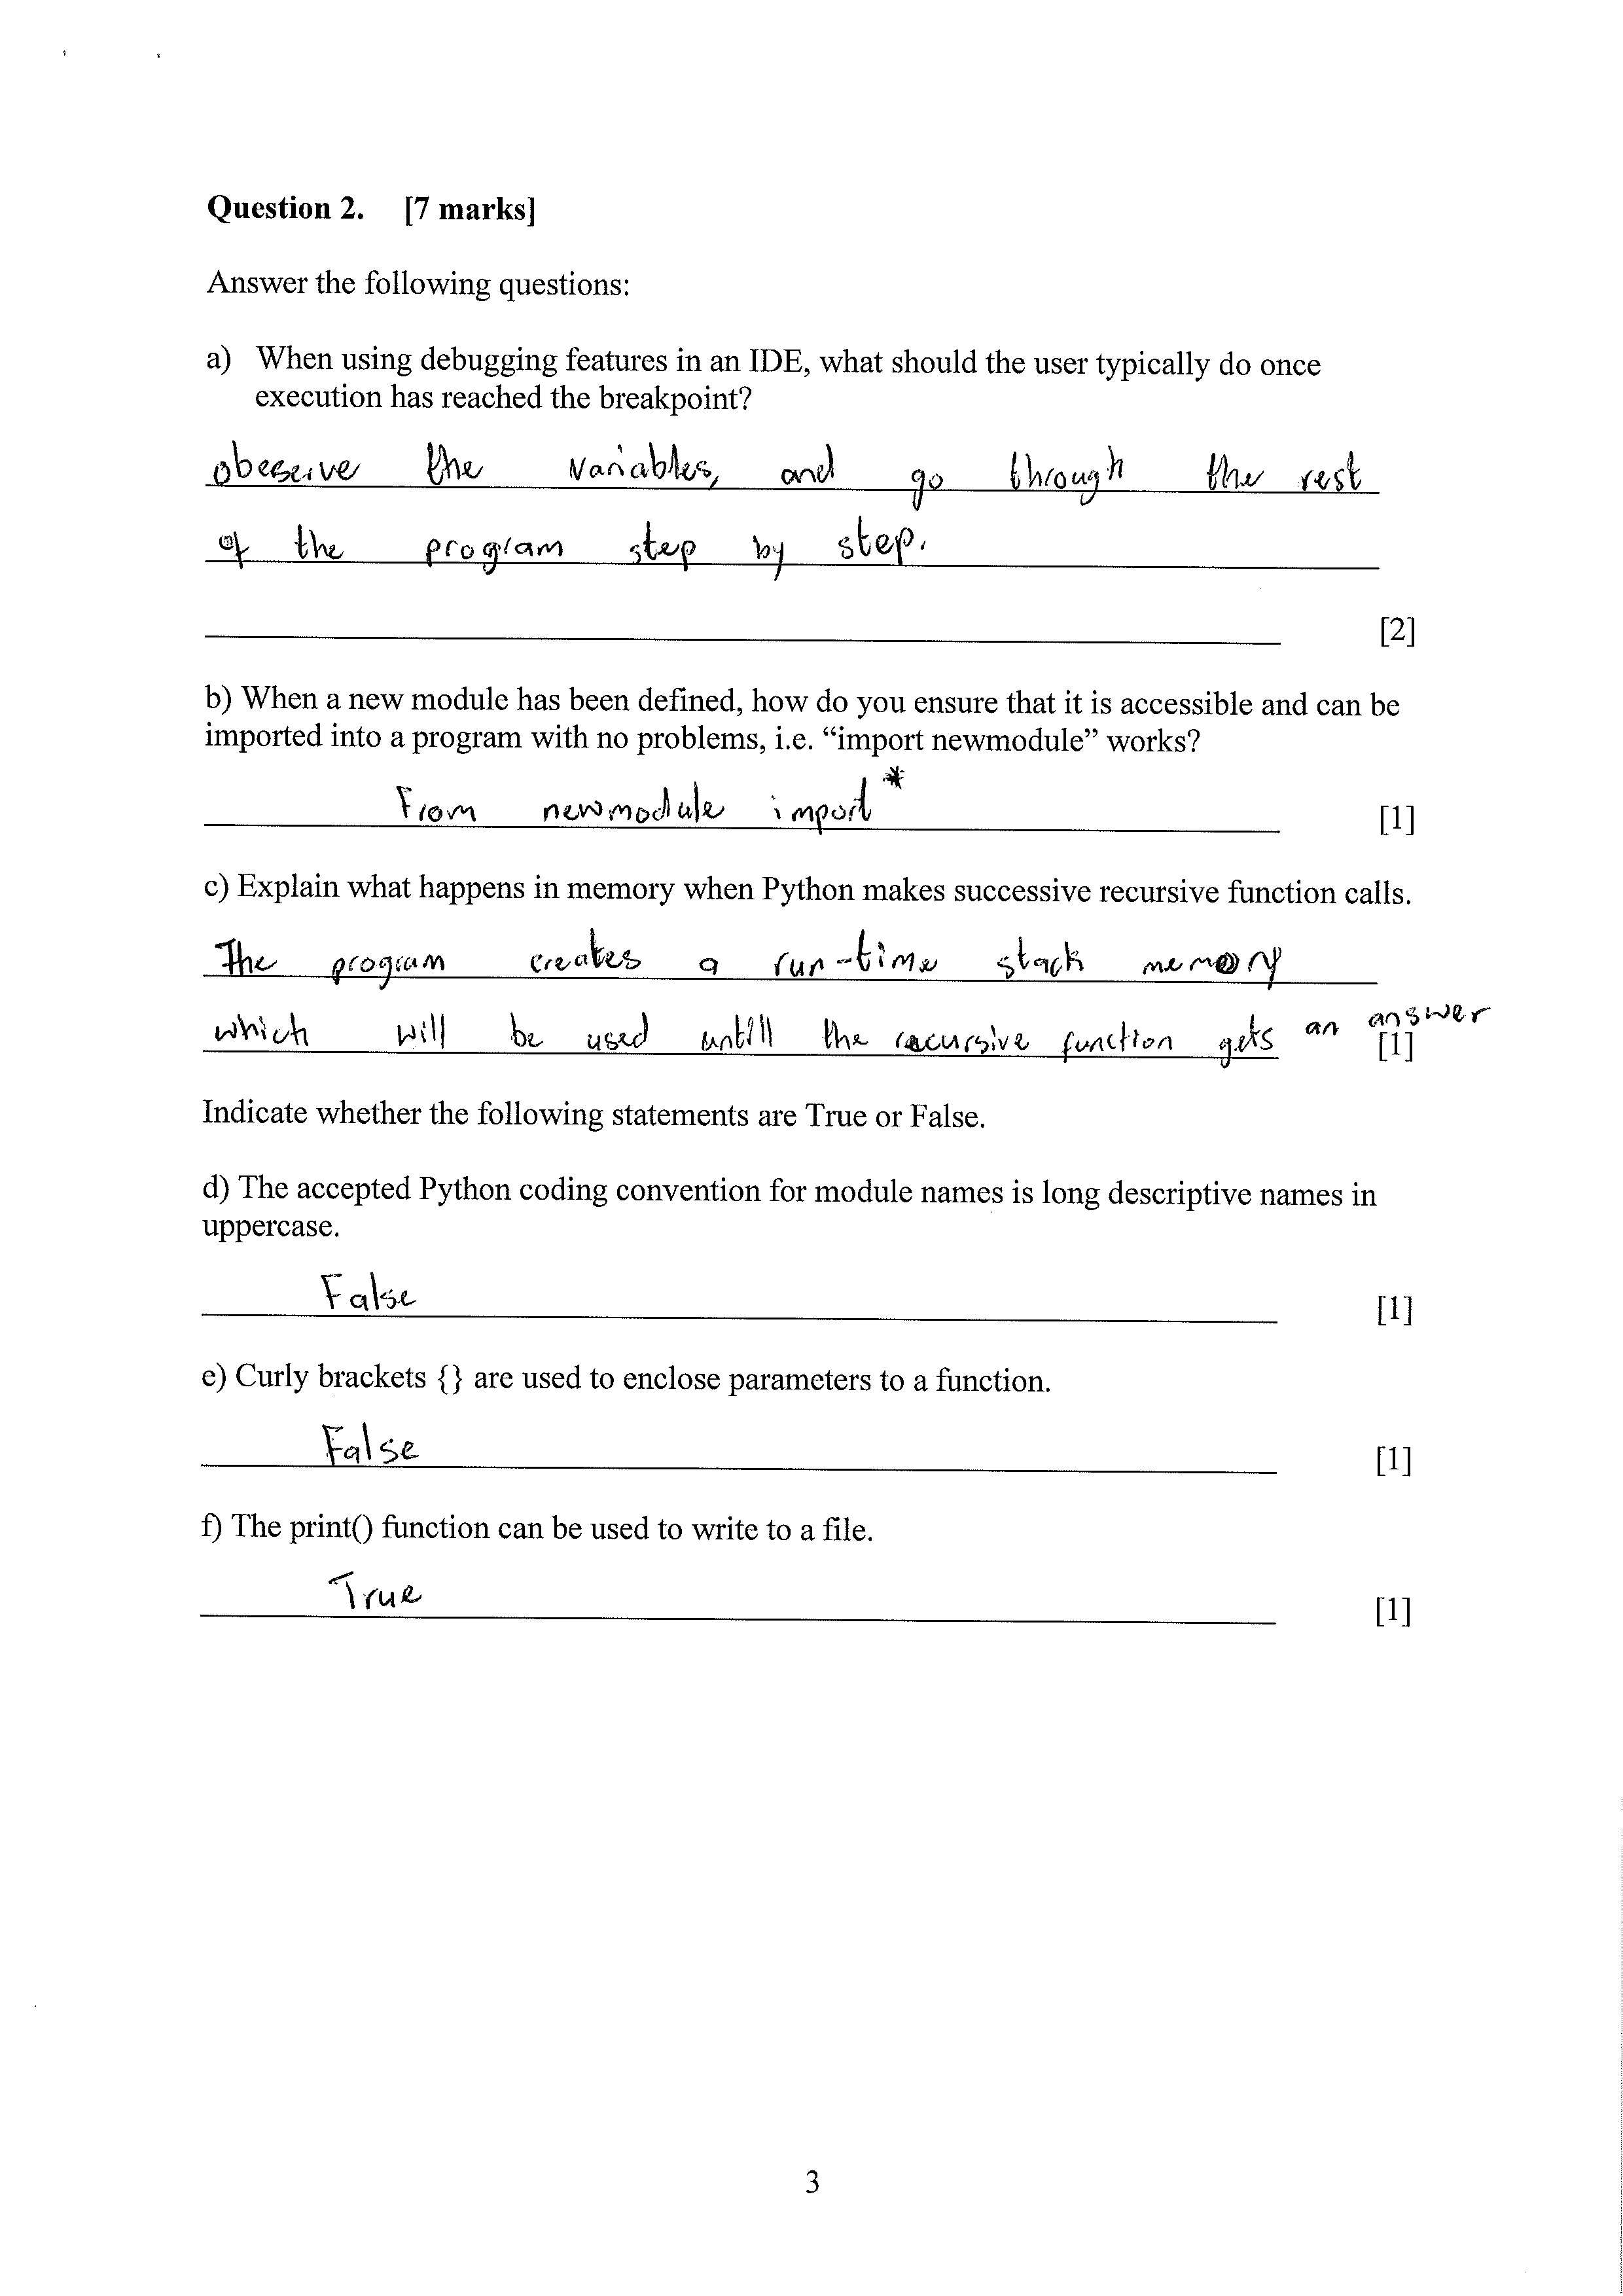 Question 2. [7 marks]
Answer the following questions:
a) When using debugging features in an IDE, what should the user typically do once
execution has reached the breakpoint?
obeserve the variables, and go through the rest
of the program step by step.
[2]
b) When a new module has been defined, how do you ensure that it is accessible and can be
imported into a program with no problems, i.e. “import newmodule” works?
From newmodule import * [1]
c) Explain what happens in memory when Python makes successive recursive function calls.
The program creates a run-time stack memory
which will be used untill the recursive function gets an answer
[1]
Indicate whether the following statements are True or False.
d) The accepted Python coding convention for module names is long descriptive names in
uppercase.
False [1]
e) Curly brackets {} are used to enclose parameters to a function.
False [1]
f) The print() function can be used to write to a file.
True [1]
3